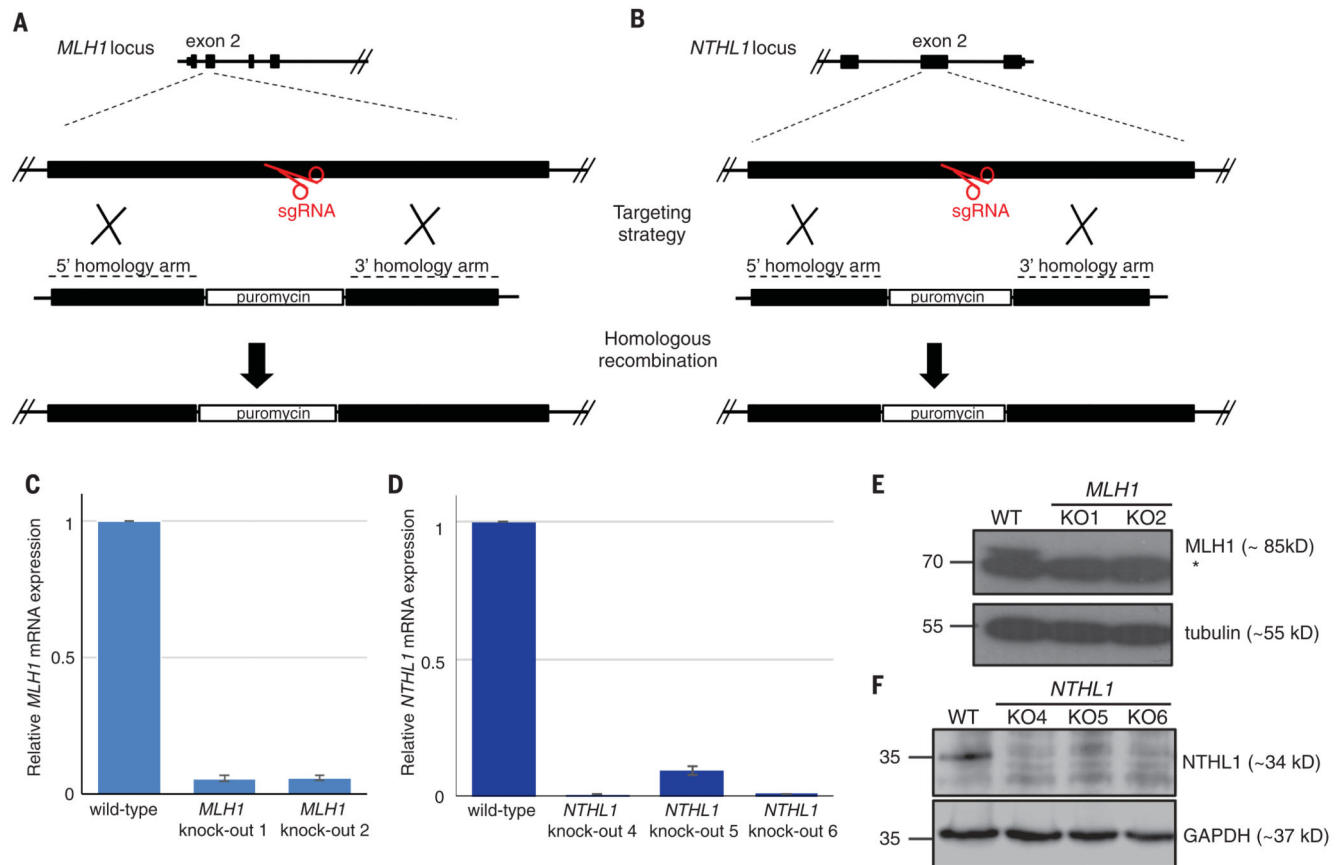 A
MLH1 locus
exon 2
sgRNA
5' homology arm
3' homology arm
puromycin
puromycin
Targeting
strategy
Homologous
recombination
B
NTHL1 locus
exon 2
sgRNA
5' homology arm
3' homology arm
puromycin
puromycin
C
Relative MLH1 mRNA expression
1
0.5
0
wild-type
MLH1
knock-out 1
MLH1
knock-out 2
D
Relative NTHL1 mRNA expression
1
0.5
0
wild-type
NTHL1
knock-out 4
NTHL1
knock-out 5
NTHL1
knock-out 6
E
MLH1
WT KO1 KO2
70
MLH1 (~ 85kD)
*
55
tubulin (~55 kD)
F
NTHL1
WT KO4 KO5 KO6
35
NTHL1 (~34 kD)
35
GAPDH (~37 kD)